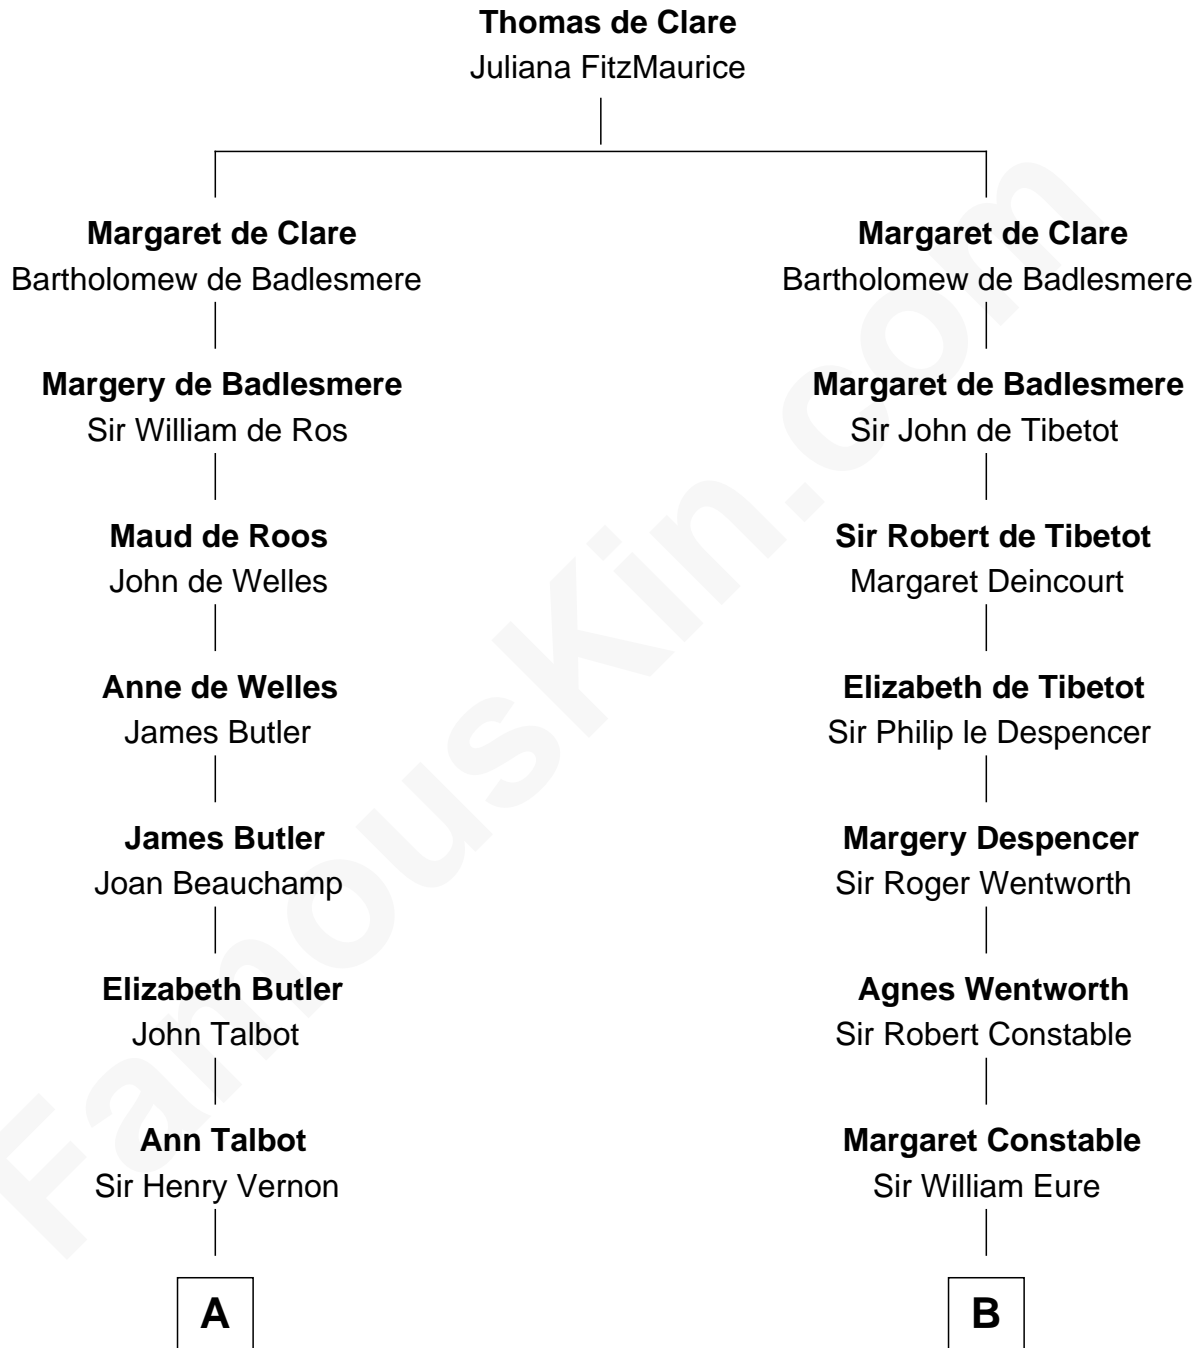 Thomas de Clare
Juliana FitzMaurice
Margaret de Clare
Bartholomew de Badlesmere
Margery de Badlesmere
Sir William de Ros
Maud de Roos
John de Welles
Anne de Welles
James Butler
James Butler
Joan Beauchamp
Elizabeth Butler
John Talbot
Ann Talbot
Sir Henry Vernon
A
Margaret de Clare
Bartholomew de Badlesmere
Margaret de Badlesmere
Sir John de Tibetot
Sir Robert de Tibetot
Margaret Deincourt
Elizabeth de Tibetot
Sir Philip le Despencer
Margery Despencer
Sir Roger Wentworth
Agnes Wentworth
Sir Robert Constable
Margaret Constable
Sir William Eure
B
FamousKin.com